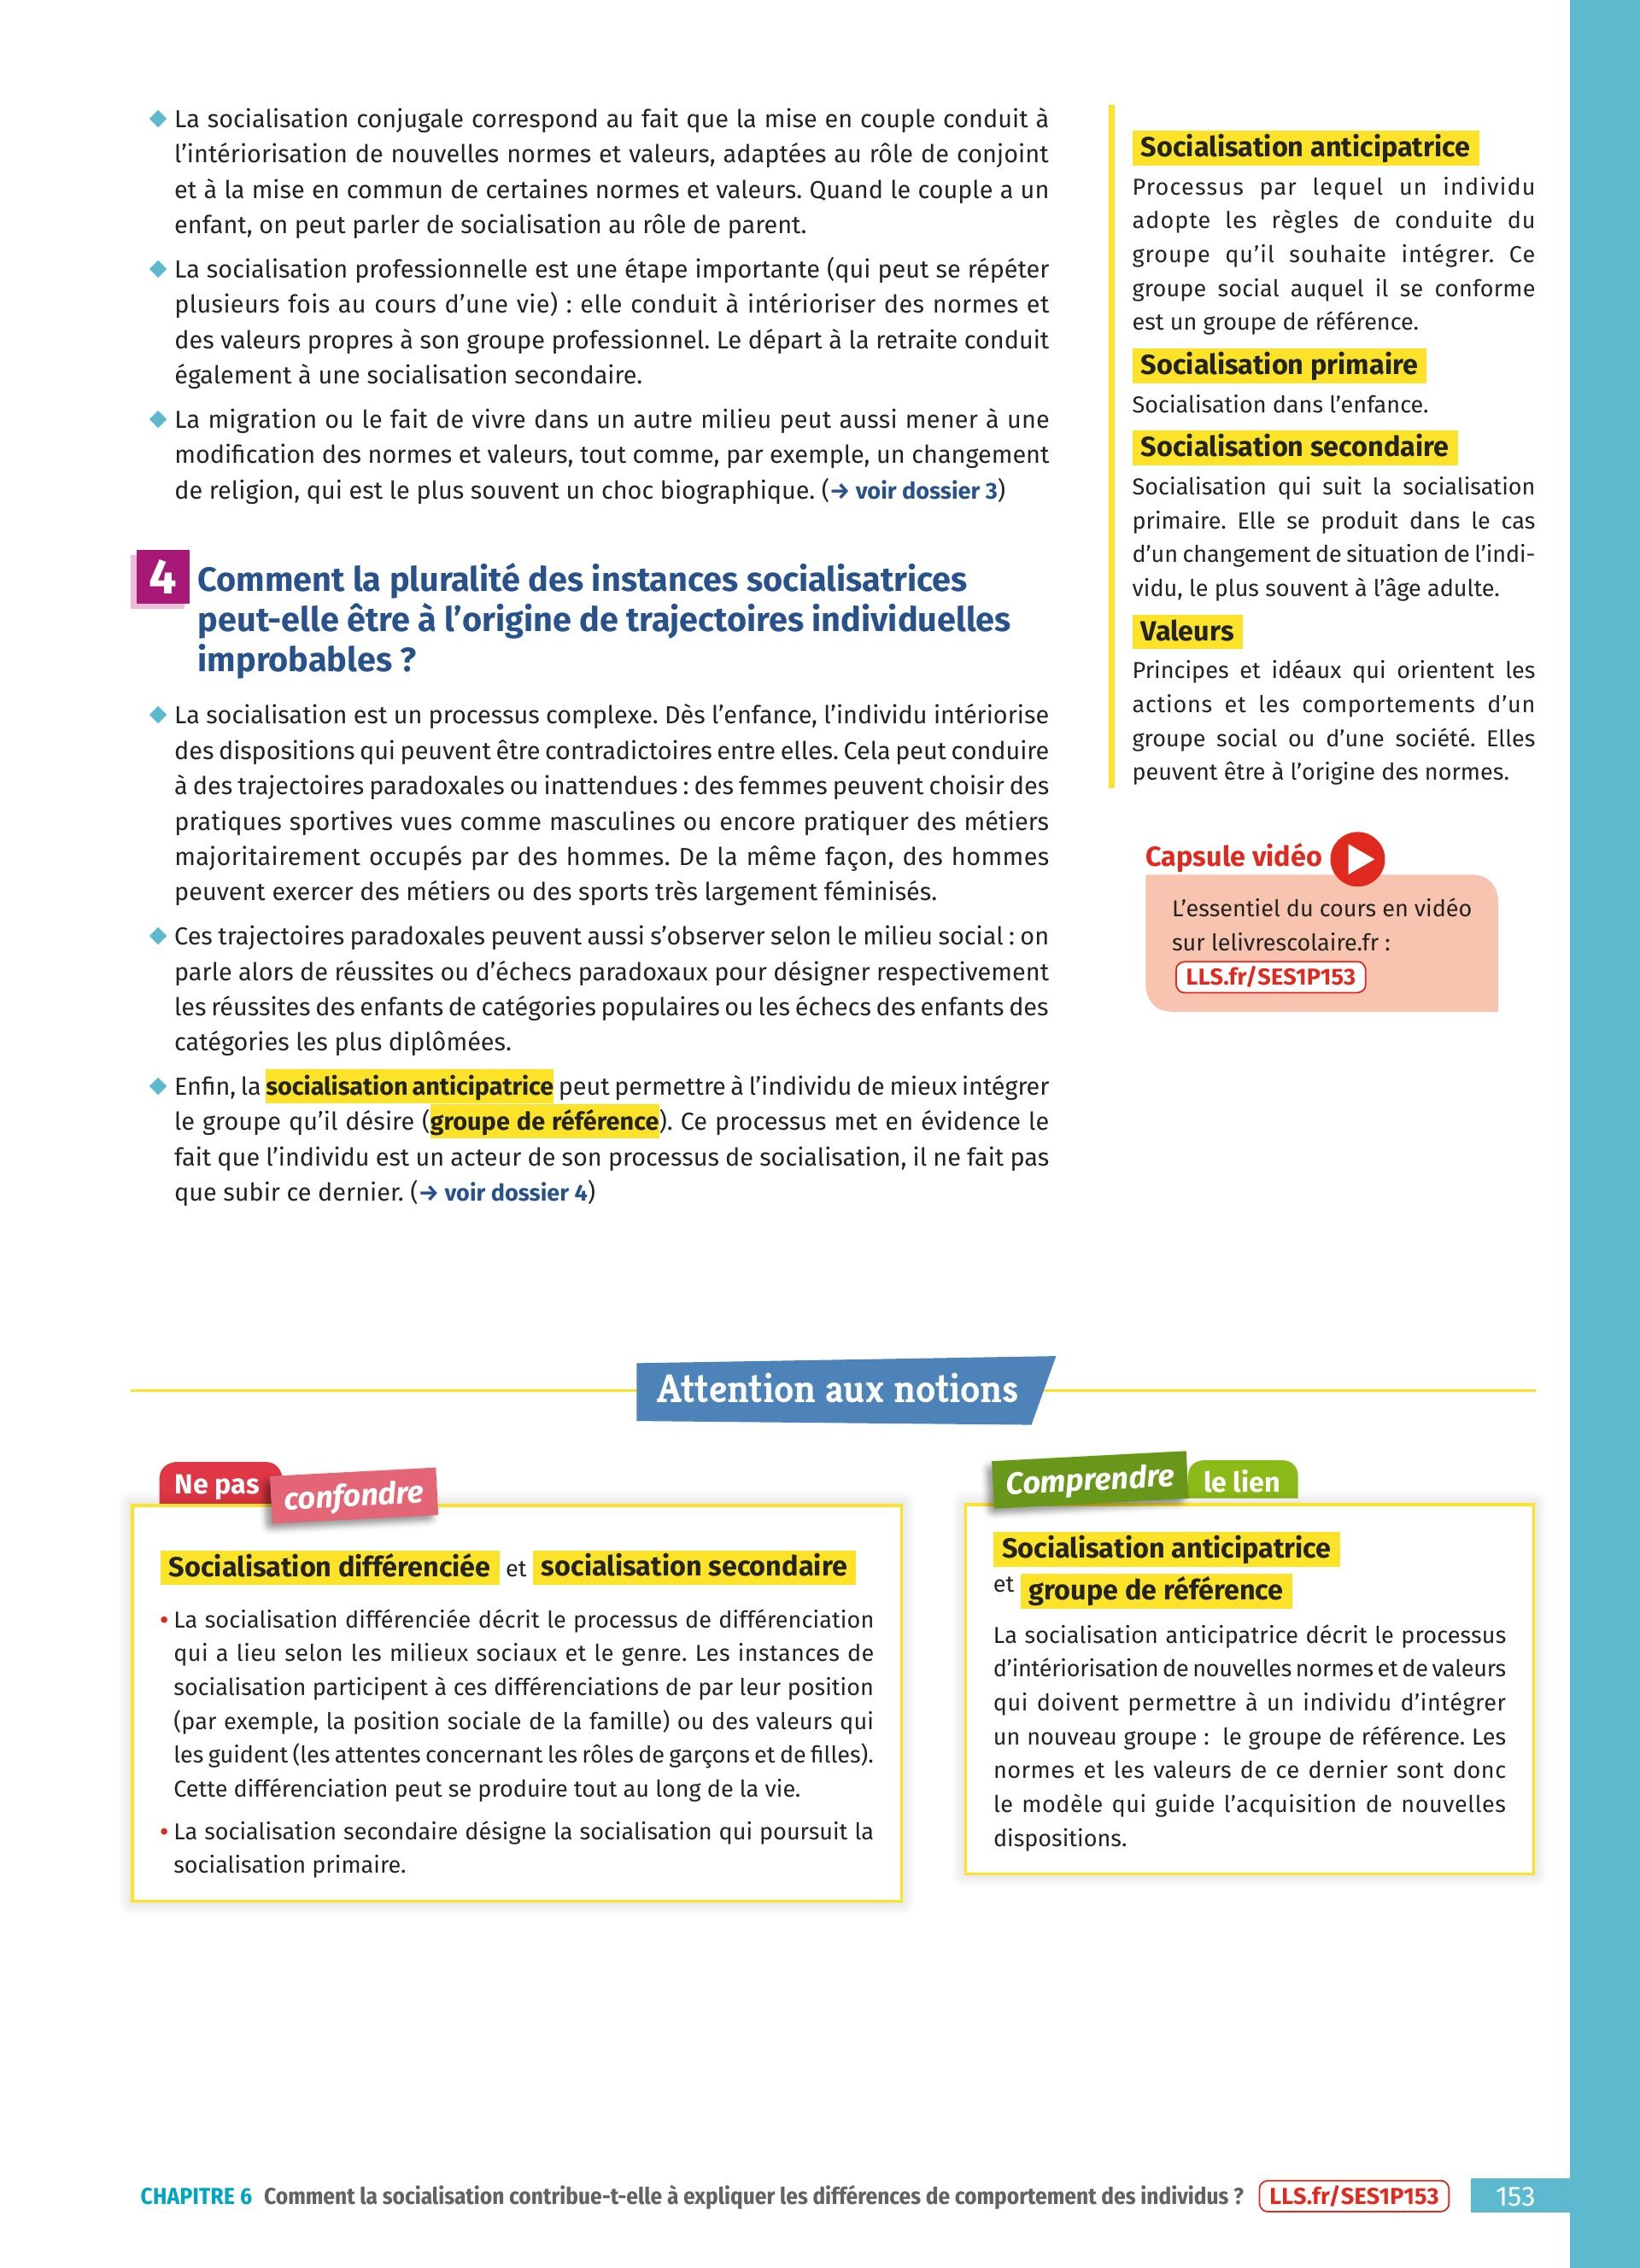 ◆ La socialisation conjugale correspond au fait que la mise en couple conduit à
l’intériorisation de nouvelles normes et valeurs, adaptées au rôle de conjoint
et à la mise en commun de certaines normes et valeurs. Quand le couple a un
enfant, on peut parler de socialisation au rôle de parent.
◆ La socialisation professionnelle est une étape importante (qui peut se répéter
plusieurs fois au cours d’une vie) : elle conduit à intérioriser des normes et
des valeurs propres à son groupe professionnel. Le départ à la retraite conduit
également à une socialisation secondaire.
◆ La migration ou le fait de vivre dans un autre milieu peut aussi mener à une
modification des normes et valeurs, tout comme, par exemple, un changement
de religion, qui est le plus souvent un choc biographique. (→ voir dossier 3)
4 Comment la pluralité des instances socialisatrices
peut-elle être à l’origine de trajectoires individuelles
improbables ?
◆ La socialisation est un processus complexe. Dès l’enfance, l’individu intériorise
des dispositions qui peuvent être contradictoires entre elles. Cela peut conduire
à des trajectoires paradoxales ou inattendues : des femmes peuvent choisir des
pratiques sportives vues comme masculines ou encore pratiquer des métiers
majoritairement occupés par des hommes. De la même façon, des hommes
peuvent exercer des métiers ou des sports très largement féminisés.
◆ Ces trajectoires paradoxales peuvent aussi s’observer selon le milieu social : on
parle alors de réussites ou d’échecs paradoxaux pour désigner respectivement
les réussites des enfants de catégories populaires ou les échecs des enfants des
catégories les plus diplômées.
◆ Enfin, la socialisation anticipatrice peut permettre à l’individu de mieux intégrer
le groupe qu’il désire (groupe de référence). Ce processus met en évidence le
fait que l’individu est un acteur de son processus de socialisation, il ne fait pas
que subir ce dernier. (→ voir dossier 4)
Socialisation anticipatrice
Processus par lequel un individu
adopte les règles de conduite du
groupe qu’il souhaite intégrer. Ce
groupe social auquel il se conforme
est un groupe de référence.
Socialisation primaire
Socialisation dans l’enfance.
Socialisation secondaire
Socialisation qui suit la socialisation
primaire. Elle se produit dans le cas
d’un changement de situation de l’indi-
vidu, le plus souvent à l’âge adulte.
Valeurs
Principes et idéaux qui orientent les
actions et les comportements d’un
groupe social ou d’une société. Elles
peuvent être à l’origine des normes.
Capsule vidéo
L’essentiel du cours en vidéo
sur lelivrescolaire.fr :
LLS.fr/SES1P153
Attention aux notions
Ne pas confondre
Socialisation différenciée et socialisation secondaire
• La socialisation différenciée décrit le processus de différenciation
qui a lieu selon les milieux sociaux et le genre. Les instances de
socialisation participent à ces différenciations de par leur position
(par exemple, la position sociale de la famille) ou des valeurs qui
les guident (les attentes concernant les rôles de garçons et de filles).
Cette différenciation peut se produire tout au long de la vie.
• La socialisation secondaire désigne la socialisation qui poursuit la
socialisation primaire.
Comprendre le lien
Socialisation anticipatrice
et groupe de référence
La socialisation anticipatrice décrit le processus
d’intériorisation de nouvelles normes et de valeurs
qui doivent permettre à un individu d’intégrer
un nouveau groupe : le groupe de référence. Les
normes et les valeurs de ce dernier sont donc
le modèle qui guide l’acquisition de nouvelles
dispositions.
CHAPITRE 6 Comment la socialisation contribue-t-elle à expliquer les différences de comportement des individus ? LLS.fr/SES1P153 153